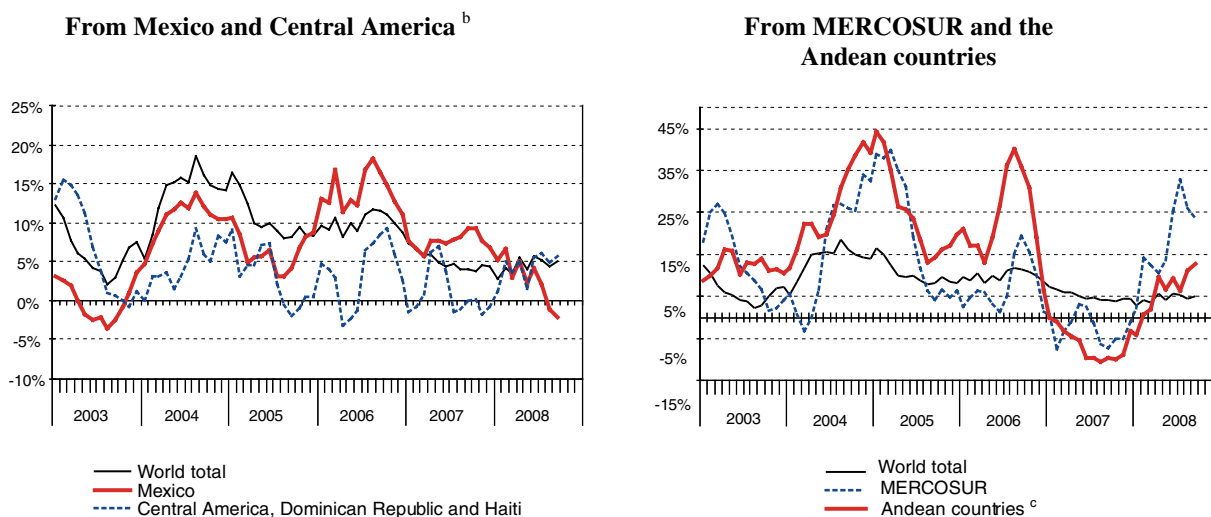 From Mexico and Central America b
25%
20%
15%
10%
5%
0%
-5%
-10%
2003 2004 2005 2006 2007 2008
World total
Mexico
Central America, Dominican Republic and Haiti
From MERCOSUR and the
Andean countries
45%
35%
25%
15%
5%
-5%
-15%
2003 2004 2005 2006 2007 2008
World total
MERCOSUR
Andean countries c